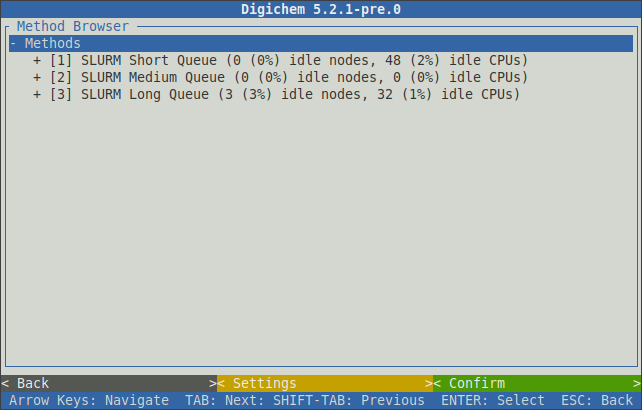 Digichem 5.2.1-pre.0
Method Browser
- Methods
+ [1] SLURM Short Queue (0 (0%) idle nodes, 48 (2%) idle CPUs)
+ [2] SLURM Medium Queue (0 (0%) idle nodes, 0 (0%) idle CPUs)
+ [3] SLURM Long Queue (3 (3%) idle nodes, 32 (1%) idle CPUs)
< Back >< Settings >< Confirm >
Arrow Keys: Navigate  TAB: Next: SHIFT-TAB: Previous  ENTER: Select  ESC: Back